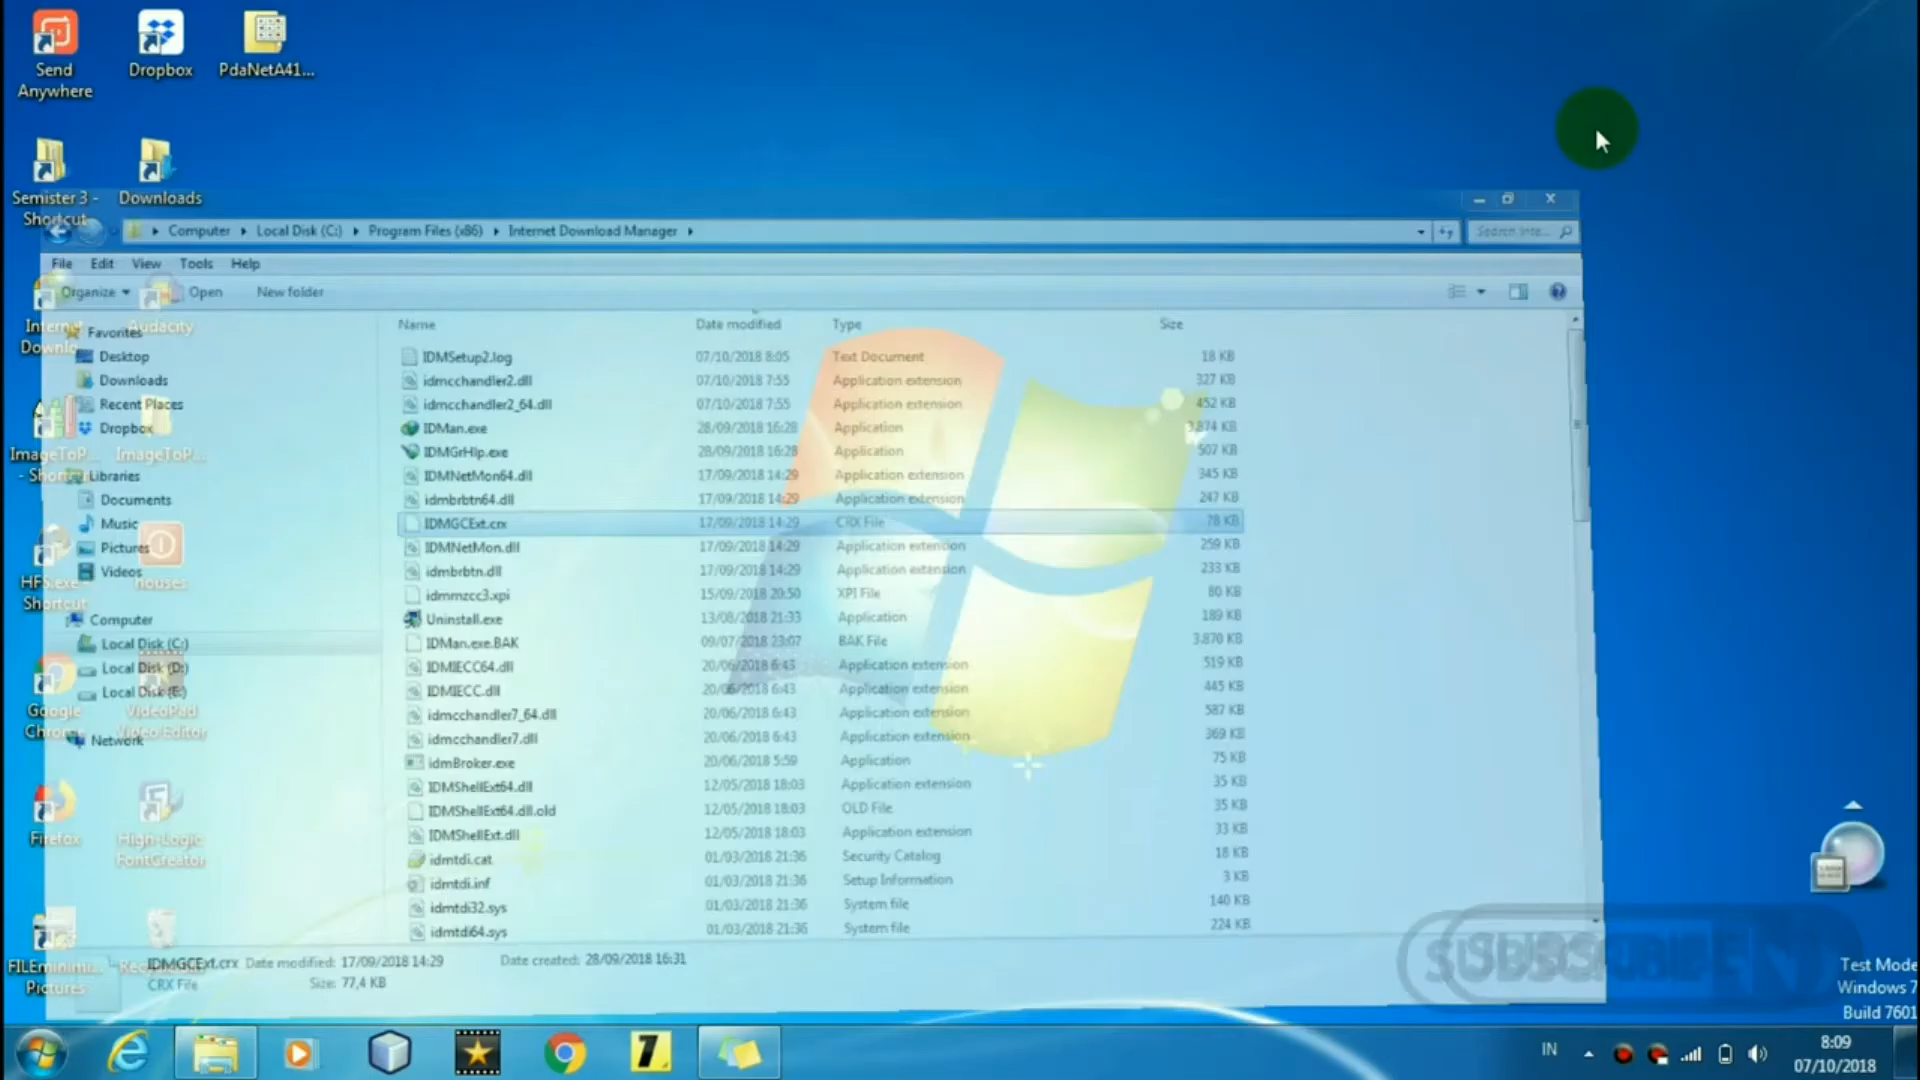 Send
Anywhere
Dropbox
PdaNetA41...
Semister 3 -
Shortcut
Downloads
Computer
Local Disk (C:)
Program Files (x86)
Internet Download Manager
File
Edit
View
Tools
Help
Organize
Open
New folder
Internet
Downlo
Audacity
Favorites
Desktop
Downloads
Recent Places
Dropbox
ImageToP...
- Shortcut
ImageToP...
Libraries
Documents
Music
Pictures
Videos
HFS.exe -
Shortcut
houses
Computer
Local Disk (C:)
Local Disk (D:)
Local Disk (E:)
Google
Chrome
VideoPad
Video Editor
Network
Firefox
High-Logic
FontCreator
FILEminimi...
Pictures
Name Date modified Type Size
IDMSetup2.log 07/10/2018 8:05 Text Document 18 KB
idmcchandler2.dll 07/10/2018 7:55 Application extension 327 KB
idmcchandler2_64.dll 07/10/2018 7:55 Application extension 452 KB
IDMan.exe 28/09/2018 16:28 Application 3.874 KB
IDMGrHlp.exe 28/09/2018 16:28 Application 507 KB
IDMNetMon64.dll 17/09/2018 14:29 Application extension 345 KB
idmbrbtn64.dll 17/09/2018 14:29 Application extension 247 KB
IDMGCExt.crx 17/09/2018 14:29 CRX File 78 KB
IDMNetMon.dll 17/09/2018 14:29 Application extension 259 KB
idmbrbtn.dll 17/09/2018 14:29 Application extension 233 KB
idmmzcc3.xpi 15/09/2018 20:50 XPI File 80 KB
Uninstall.exe 13/08/2018 21:33 Application 189 KB
IDMan.exe.BAK 09/07/2018 23:07 BAK File 3.870 KB
IDMIECC64.dll 20/06/2018 6:43 Application extension 519 KB
IDMIECC.dll 20/06/2018 6:43 Application extension 445 KB
idmcchandler7_64.dll 20/06/2018 6:43 Application extension 587 KB
idmcchandler7.dll 20/06/2018 6:43 Application extension 369 KB
idmBroker.exe 20/06/2018 5:59 Application 75 KB
IDMShellExt64.dll 12/05/2018 18:03 Application extension 35 KB
IDMShellExt64.dll.old 12/05/2018 18:03 OLD File 35 KB
IDMShellExt.dll 12/05/2018 18:03 Application extension 33 KB
idmtdi.cat 01/03/2018 21:36 Security Catalog 18 KB
idmtdi.inf 01/03/2018 21:36 Setup Information 3 KB
idmtdi32.sys 01/03/2018 21:36 System file 140 KB
idmtdi64.sys 01/03/2018 21:36 System file 224 KB
IDMGCExt.crx Date modified: 17/09/2018 14:29 Date created: 28/09/2018 16:31
CRX File Size: 77,4 KB
Test Mode
Windows 7
Build 7601
IN
8:09
07/10/2018